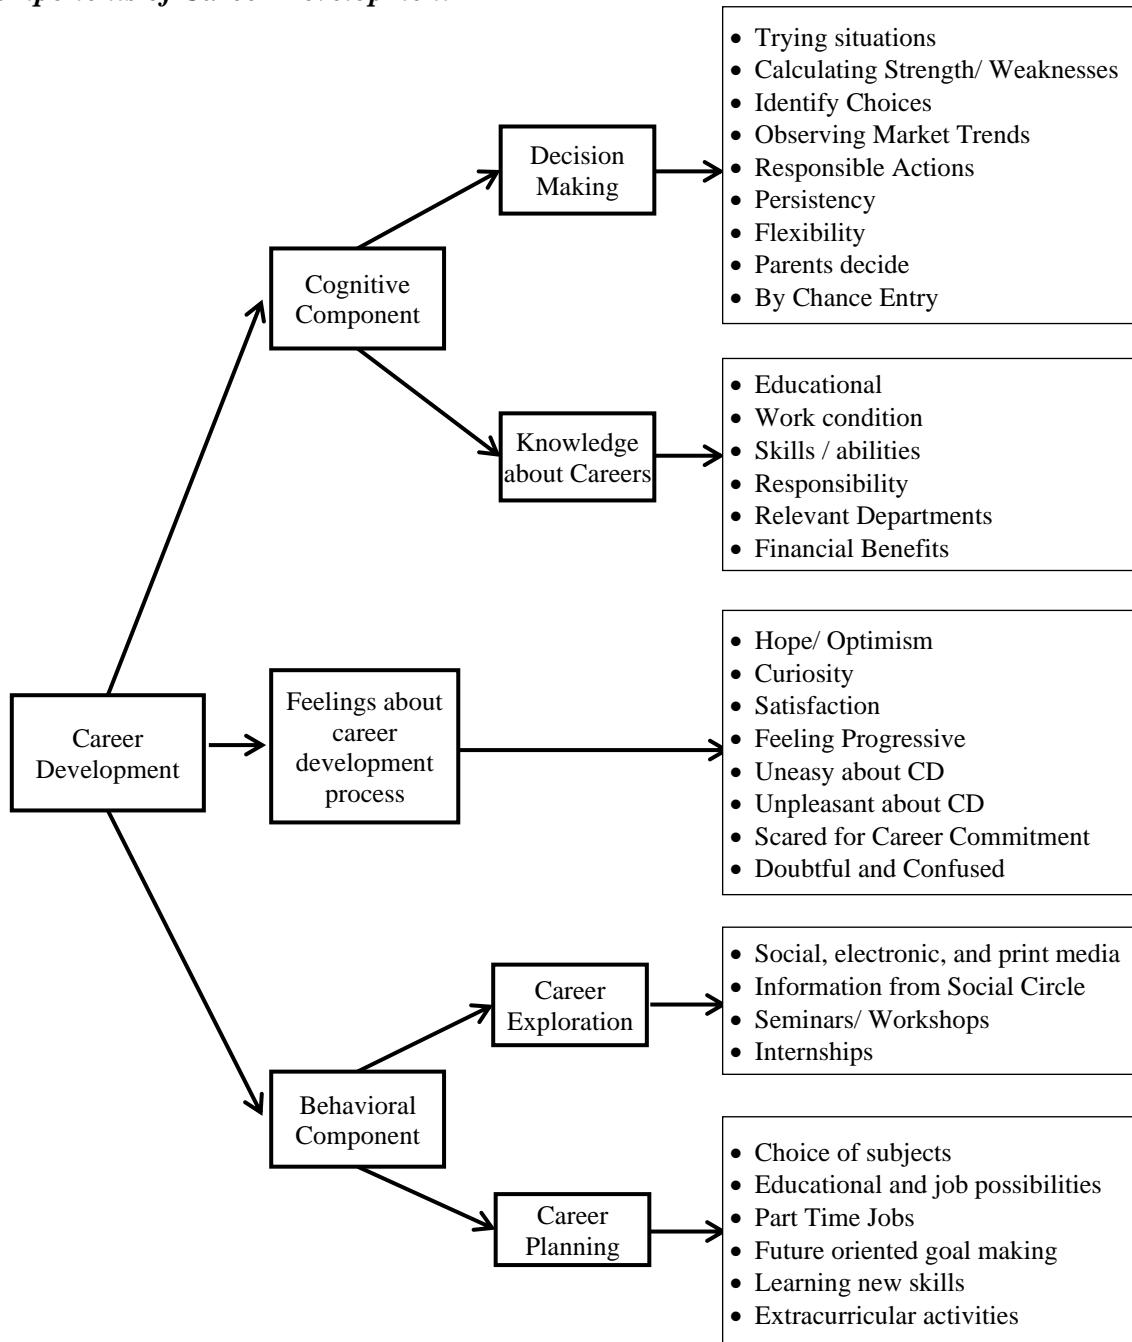 Decision
Making
• Trying situations
• Calculating Strength/ Weaknesses
• Identify Choices
• Observing Market Trends
• Responsible Actions
• Persistency
• Flexibility
• Parents decide
• By Chance Entry
Cognitive
Component
Knowledge
about Careers
• Educational
• Work condition
• Skills / abilities
• Responsibility
• Relevant Departments
• Financial Benefits
Career
Development
Feelings about
career
development
process
• Hope/ Optimism
• Curiosity
• Satisfaction
• Feeling Progressive
• Uneasy about CD
• Unpleasant about CD
• Scared for Career Commitment
• Doubtful and Confused
Career
Exploration
• Social, electronic, and print media
• Information from Social Circle
• Seminars/ Workshops
• Internships
Behavioral
Component
Career
Planning
• Choice of subjects
• Educational and job possibilities
• Part Time Jobs
• Future oriented goal making
• Learning new skills
• Extracurricular activities